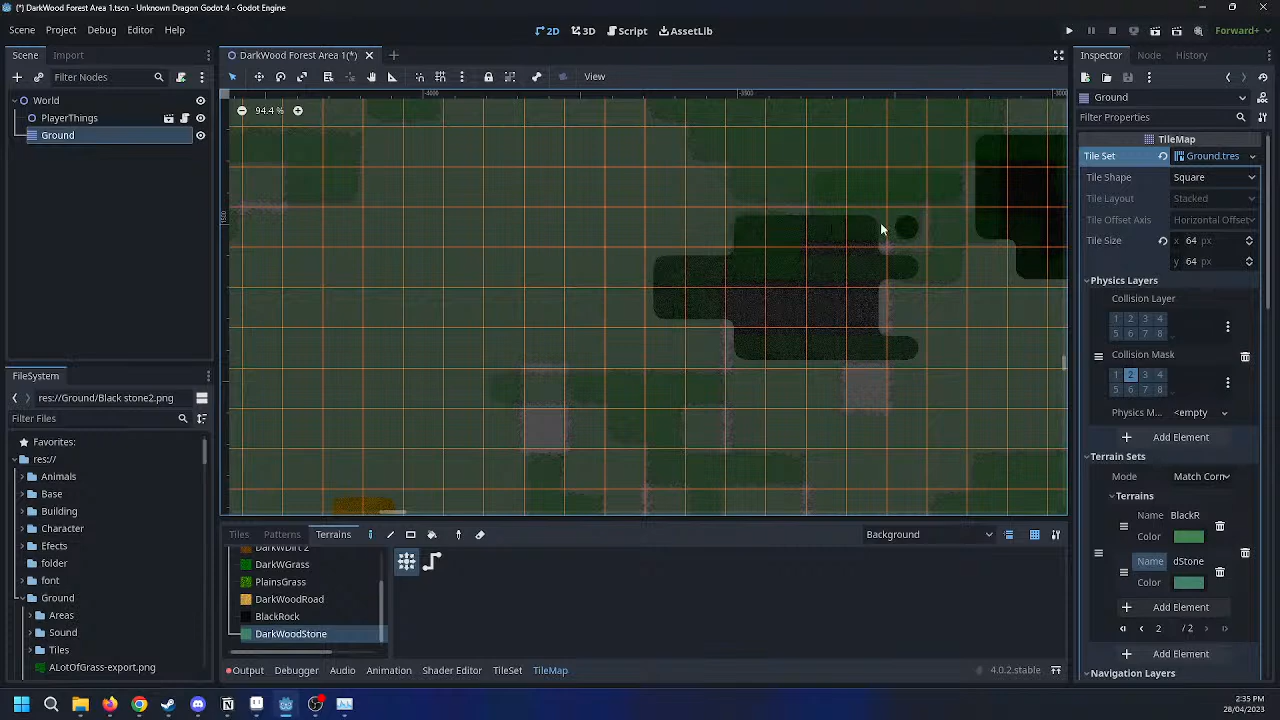 (*) DarkWood Forest Area 1.tscn - Unknown Dragon Godot 4 - Godot Engine
Scene Project Debug Editor Help
2D 3D Script AssetLib
Forward+
Scene Import
Filter Nodes
World
PlayerThings
Ground
FileSystem
res://Ground/Black stone2.png
Filter Files
Favorites:
res://
Animals
Base
Building
Character
Efects
folder
font
Ground
Areas
Sound
Tiles
ALotOfGrass-export.png
DarkWood Forest Area 1(*)
View
-4000 -3500 -3000
94.4 %
Tiles Patterns Terrains
Background
DarkWDirt 2
DarkWGrass
PlainsGrass
DarkWoodRoad
BlackRock
DarkWoodStone
Output Debugger Audio Animation Shader Editor TileSet TileMap
4.0.2.stable
Inspector Node History
Ground
Filter Properties
TileMap
Tile Set Ground.tres
Tile Shape Square
Tile Layout Stacked
Tile Offset Axis Horizontal Offset
Tile Size x 64 px
y 64 px
Physics Layers
Collision Layer
1 2 3 4
5 6 7 8
Collision Mask
1 2 3 4
5 6 7 8
Physics M... <empty>
Add Element
Terrain Sets
Mode Match Corn
Terrains
Name BlackR
Color
Name dStone
Color
Add Element
2 / 2
Add Element
Navigation Layers
2:35 PM
28/04/2023